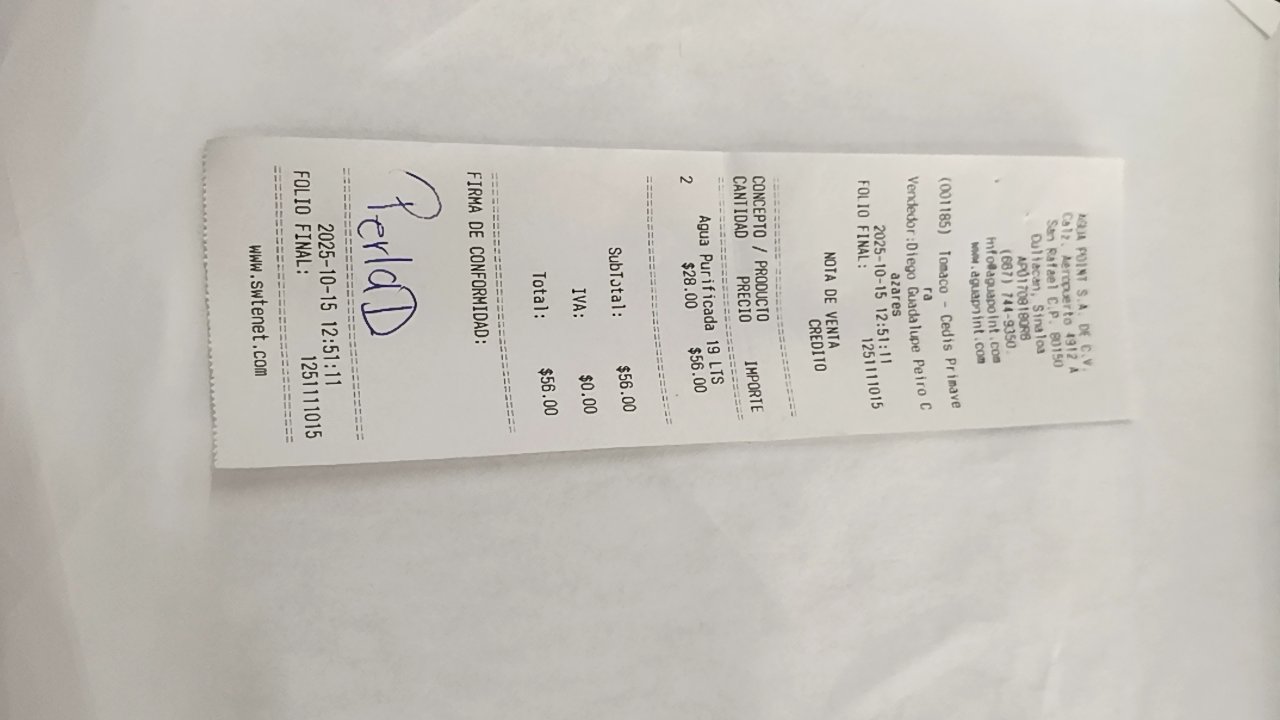 AGUA POINT S.A. DE C.V.
Calz. Aeropuerto 4912 A
San Rafael C.P. 80150
Culiacan, Sinaloa
(667) 744-9350.
info@aguapoint.com
www.aguapoint.com
(001185) Tomaco - Cedis Primave
ra
Vendedor:Diego Guadalupe Peiro C
azares
2025-10-15 12:51:11
FOLIO FINAL: 1251111015
NOTA DE VENTA
CREDITO
CONCEPTO / PRODUCTO
CANTIDAD PRECIO IMPORTE
Agua Purificada 19 LTS
2 $28.00 $56.00
SubTotal: $56.00
IVA: $0.00
Total: $56.00
FIRMA DE CONFORMIDAD:
Perla D
2025-10-15 12:51:11
FOLIO FINAL: 1251111015
www.swtenet.com